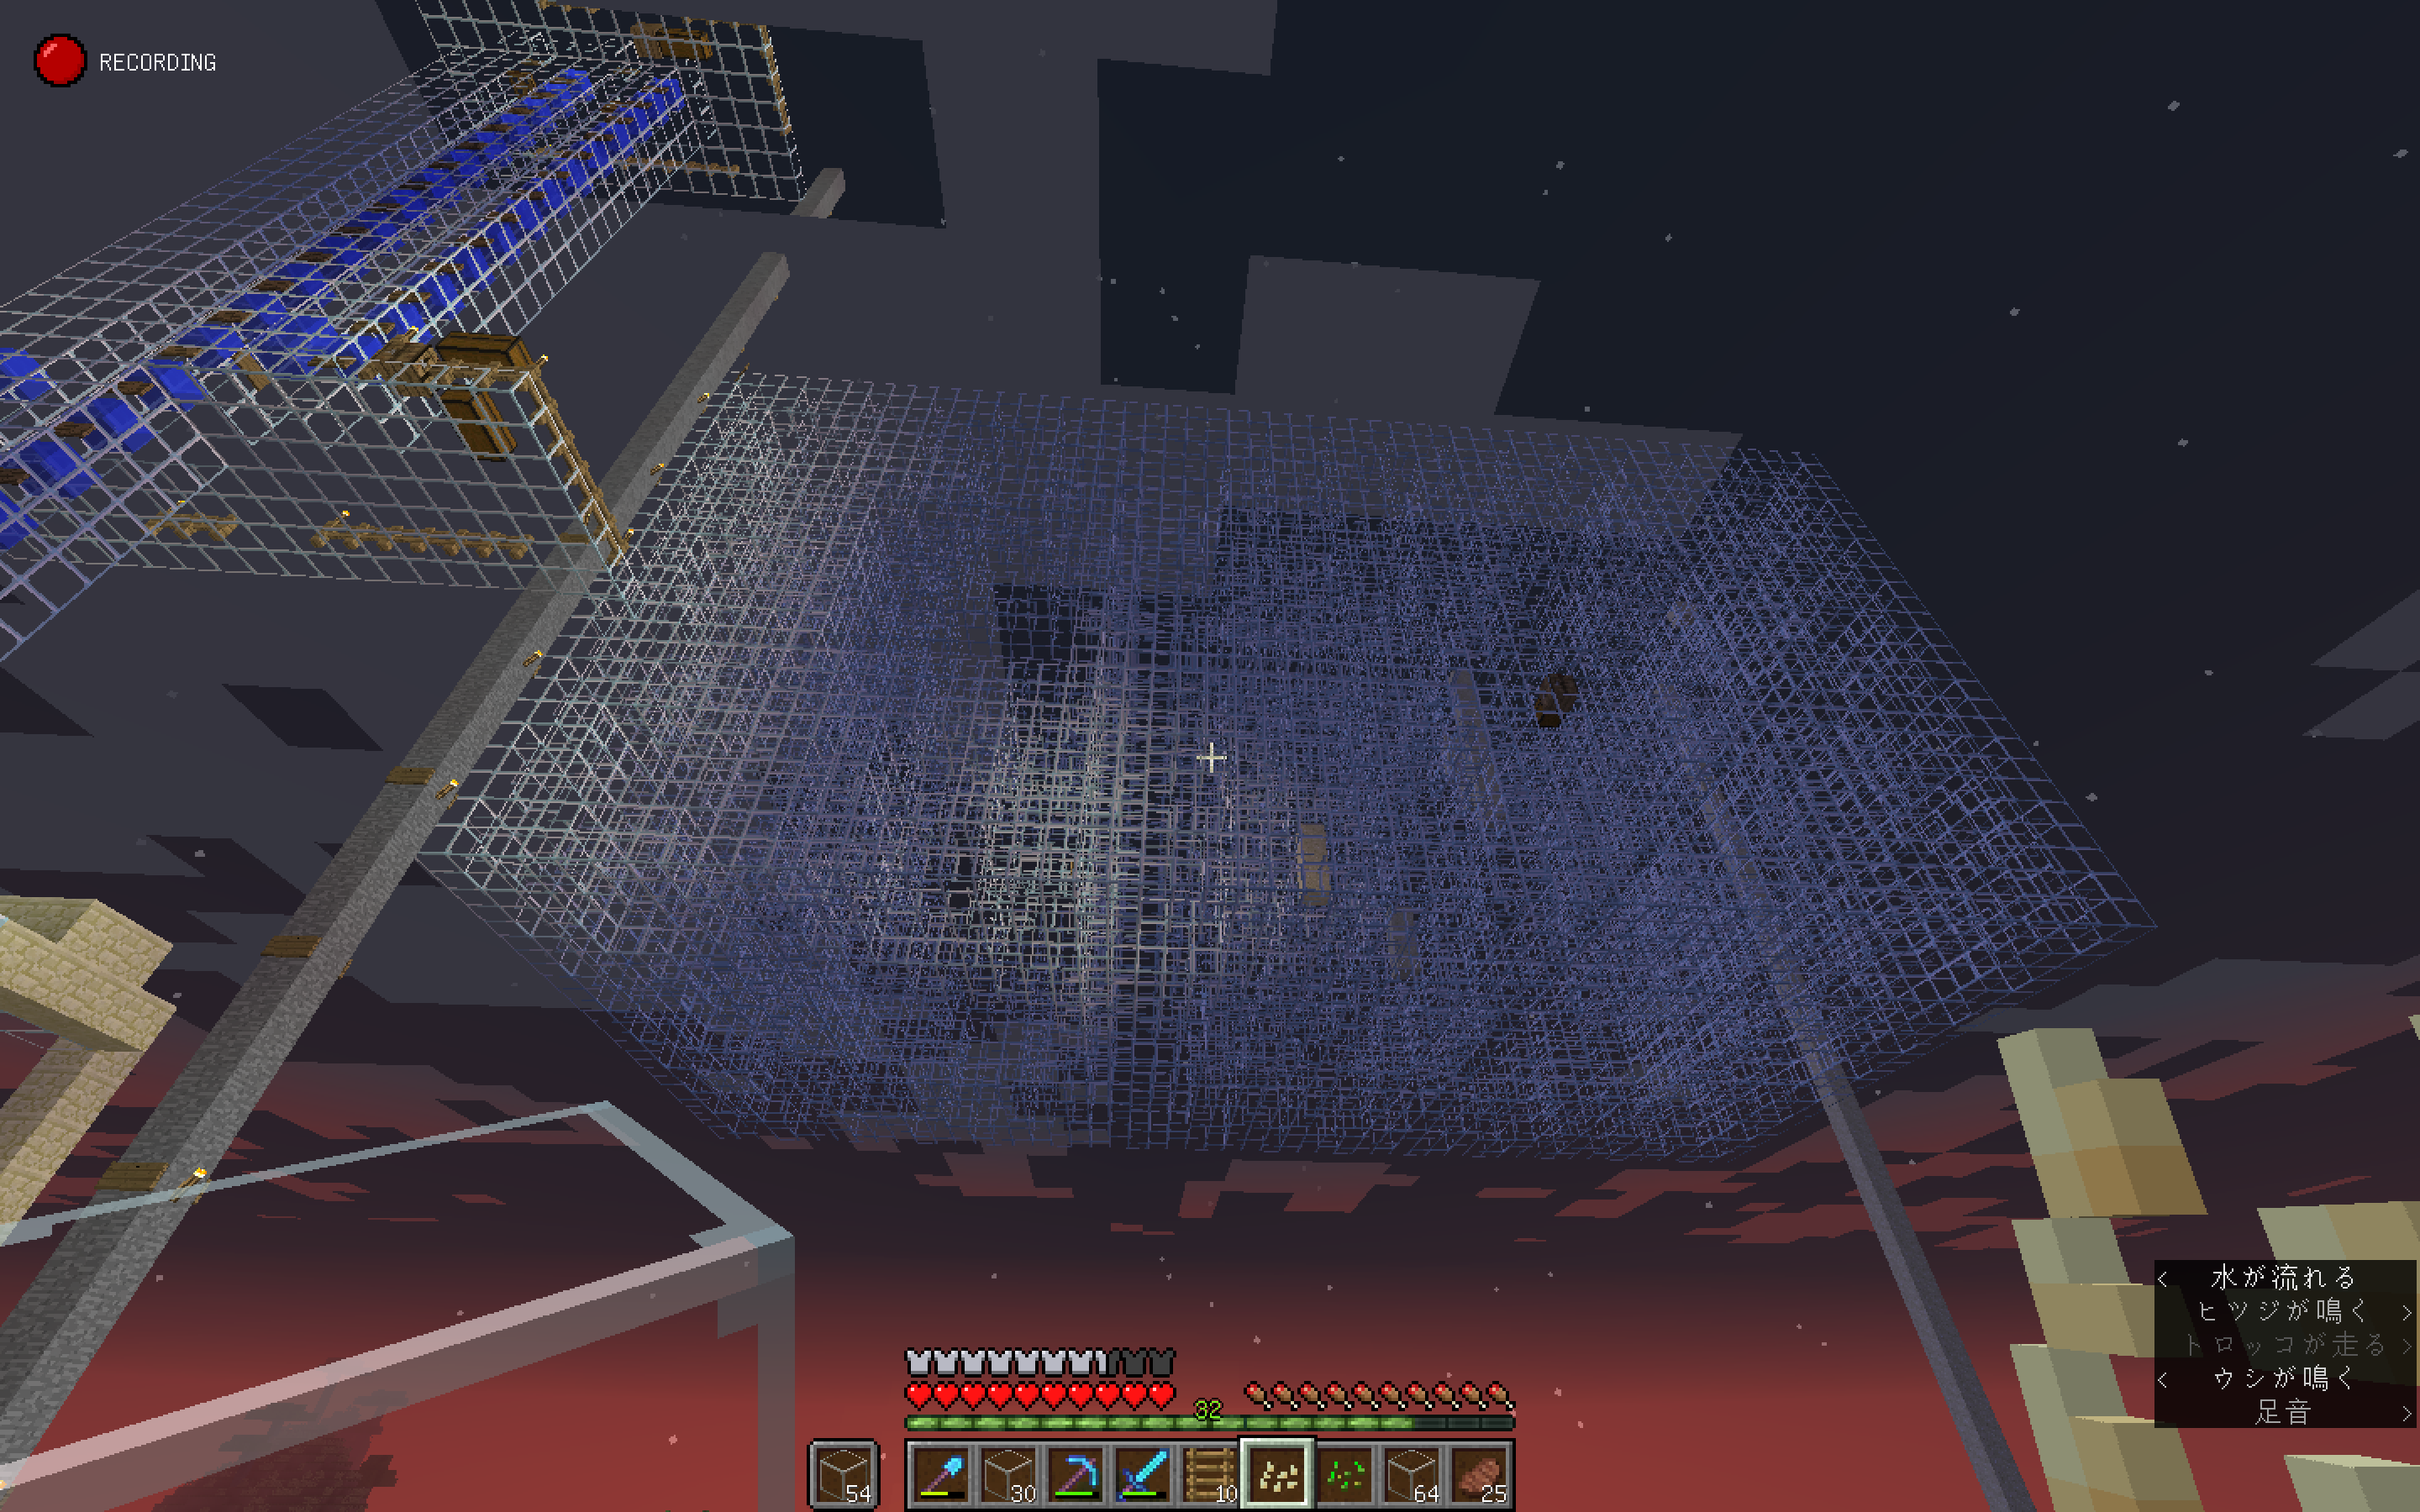 RECORDING
< 水が流れる
ヒツジが鳴く >
トロッコが走る >
< ウシが鳴く
足音 >
32
54
30
10
64
25